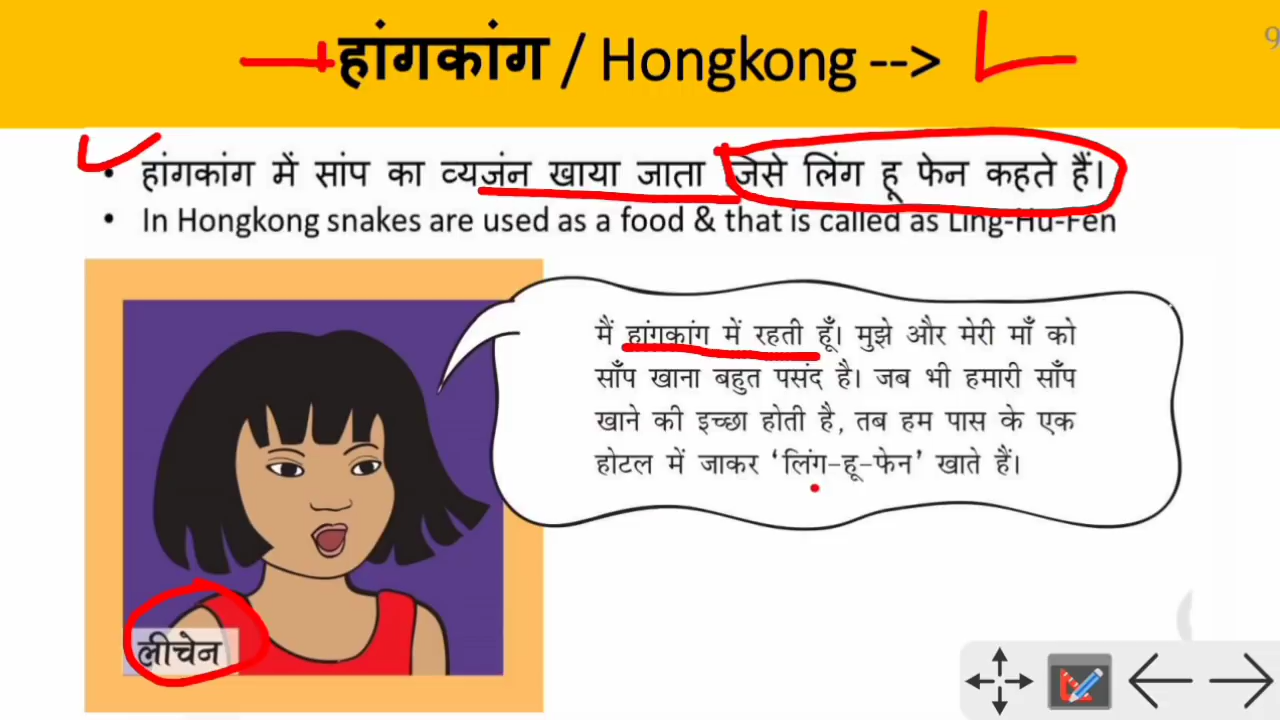 हांगकांग / Hongkong -->
9
• हांगकांग में सांप का व्यजंन खाया जाता जिसे लिंग हू फेन कहते हैं।
• In Hongkong snakes are used as a food & that is called as Ling-Hu-Fen
मैं हांगकांग में रहती हूँ। मुझे और मेरी माँ को
साँप खाना बहुत पसंद है। जब भी हमारी साँप
खाने की इच्छा होती है, तब हम पास के एक
होटल में जाकर ‘लिंग-हू-फेन’ खाते हैं।
लीचेन